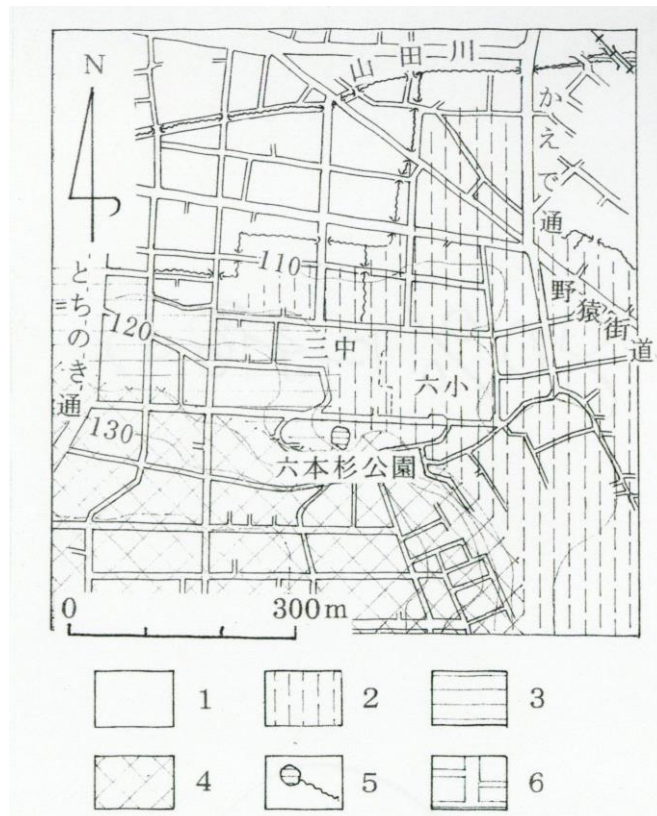 N
山田川
かえで通
野猿街道
とちのき通
110
120
130
三中
六小
六本杉公園
0 300m
1 2 3
4 5 6